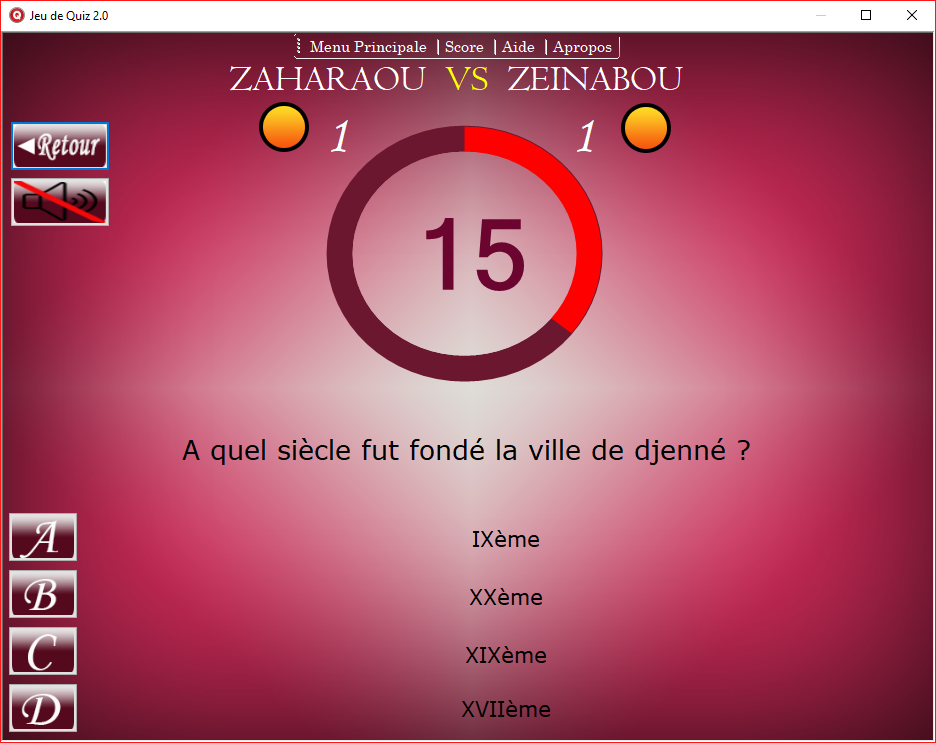 Jeu de Quiz 2.0
Menu Principale Score Aide Apropos
ZAHARAOU VS ZEINABOU
1 1
Retour
15
A quel siècle fut fondé la ville de djenné ?
A IXème
B XXème
C XIXème
D XVIIème